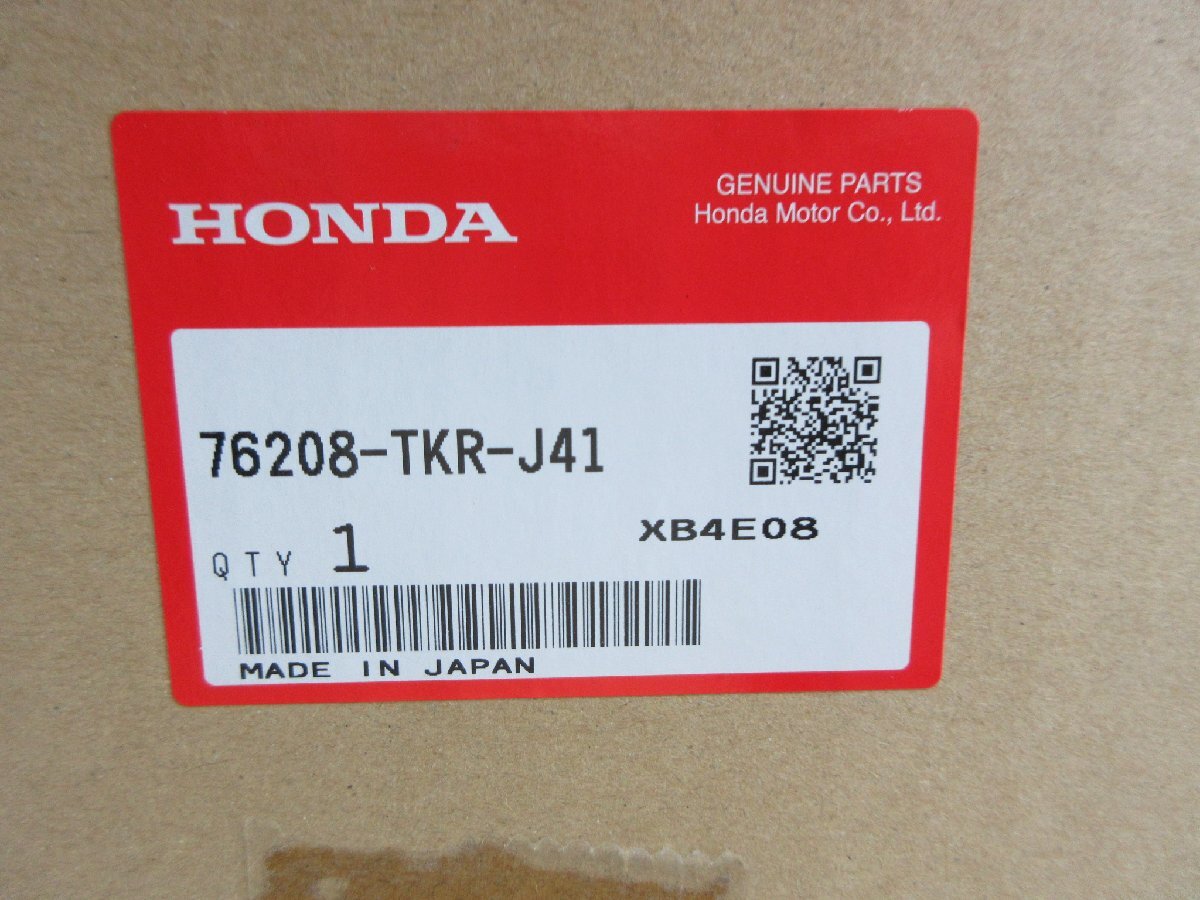 HONDA
GENUINE PARTS
Honda Motor Co., Ltd.
76208-TKR-J41
XB4E08
QTY 1
MADE IN JAPAN